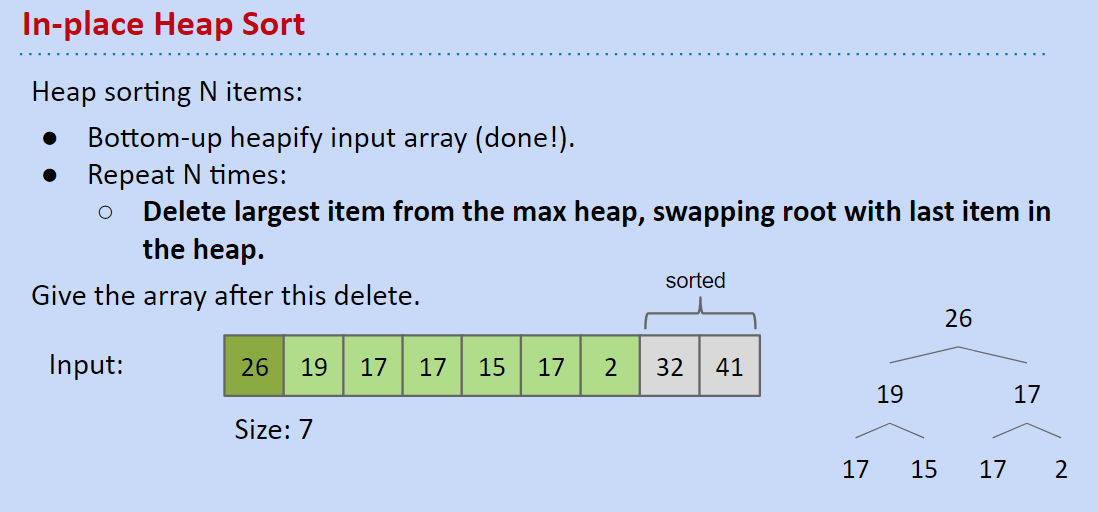 In-place Heap Sort
Heap sorting N items:
● Bottom-up heapify input array (done!).
● Repeat N times:
○ Delete largest item from the max heap, swapping root with last item in
the heap.
Give the array after this delete.
sorted
Input:
26 19 17 17 15 17 2 32 41
Size: 7
26
19 17
17 15 17 2